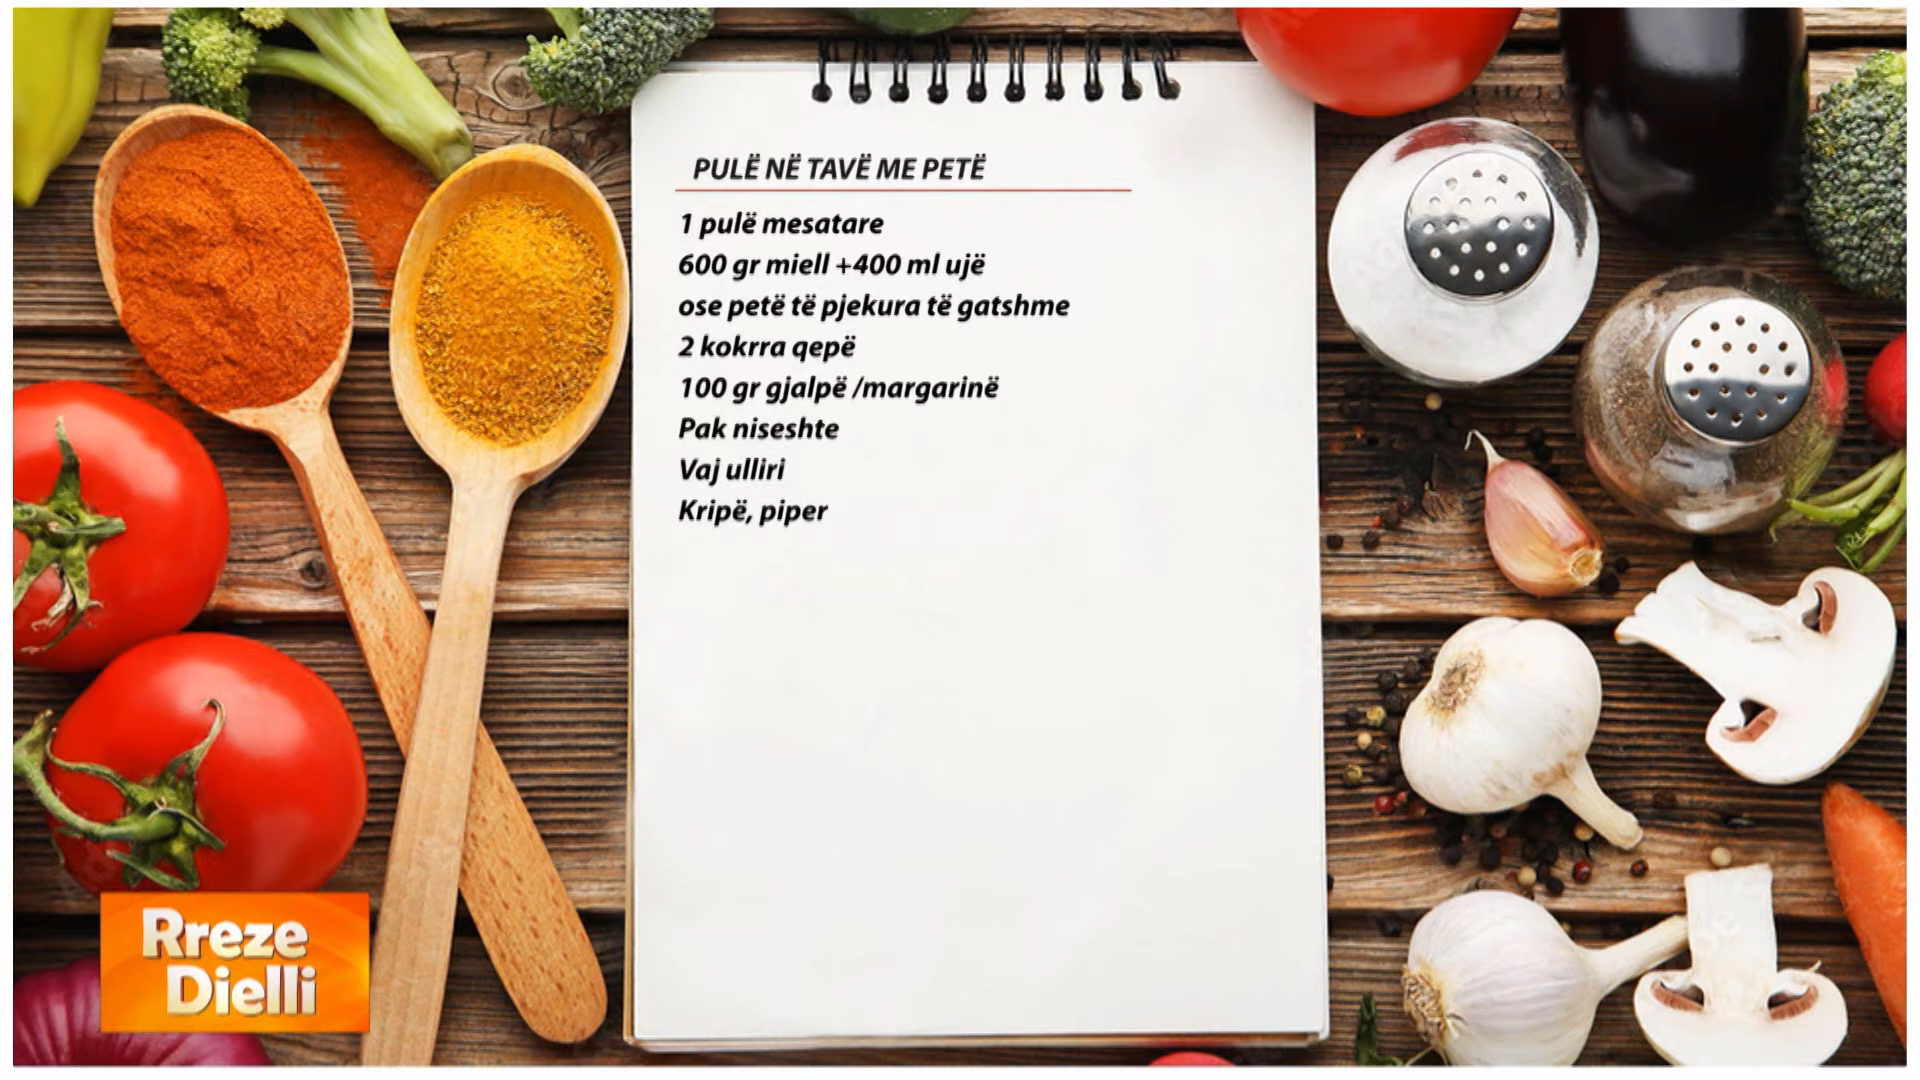 PULË NË TAVË ME PETË
1 pulë mesatare
600 gr miell +400 ml ujë
ose petë të pjekura të gatshme
2 kokrra qepë
100 gr gjalpë /margarinë
Pak niseshte
Vaj ulliri
Kripë, piper
Rreze
Dielli